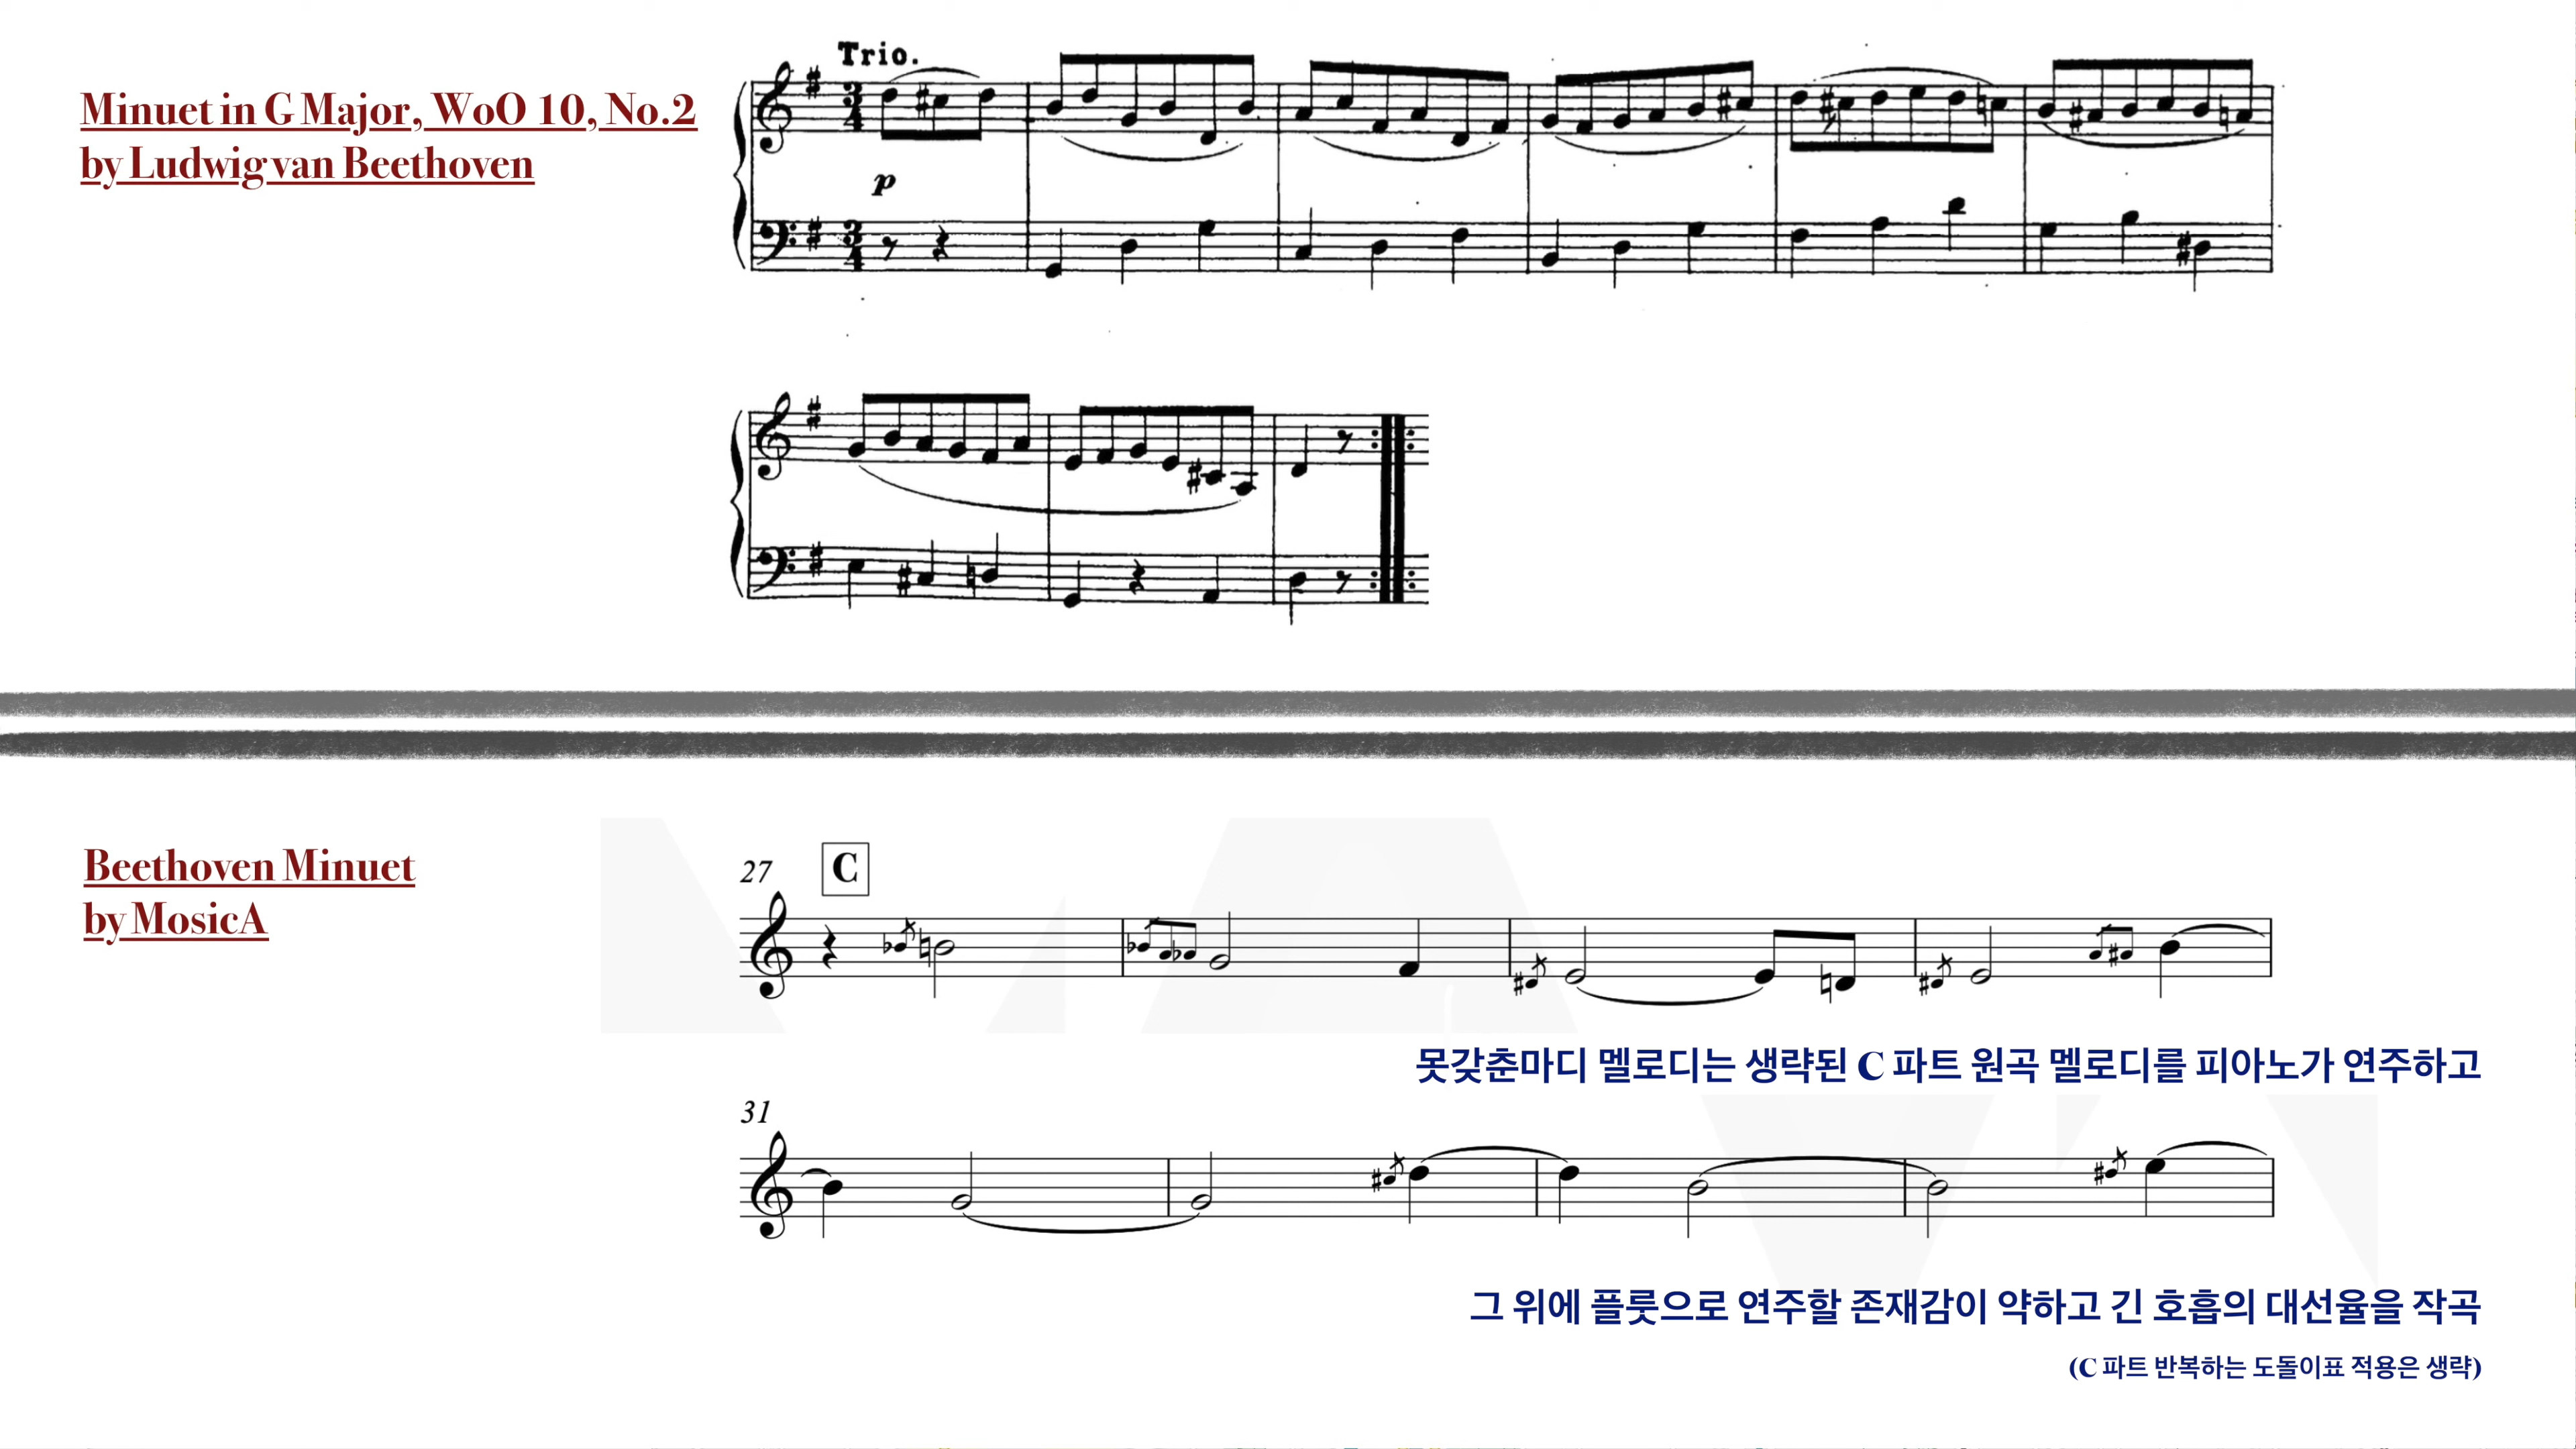 Trio.
Minuet in G Major, WoO 10, No.2
by Ludwig van Beethoven
3
4
p
3
4
Beethoven Minuet
by MosicA
27
C
못갖춘마디 멜로디는 생략된 C 파트 원곡 멜로디를 피아노가 연주하고
31
그 위에 플룻으로 연주할 존재감이 약하고 긴 호흡의 대선율을 작곡
(C 파트 반복하는 도돌이표 적용은 생략)